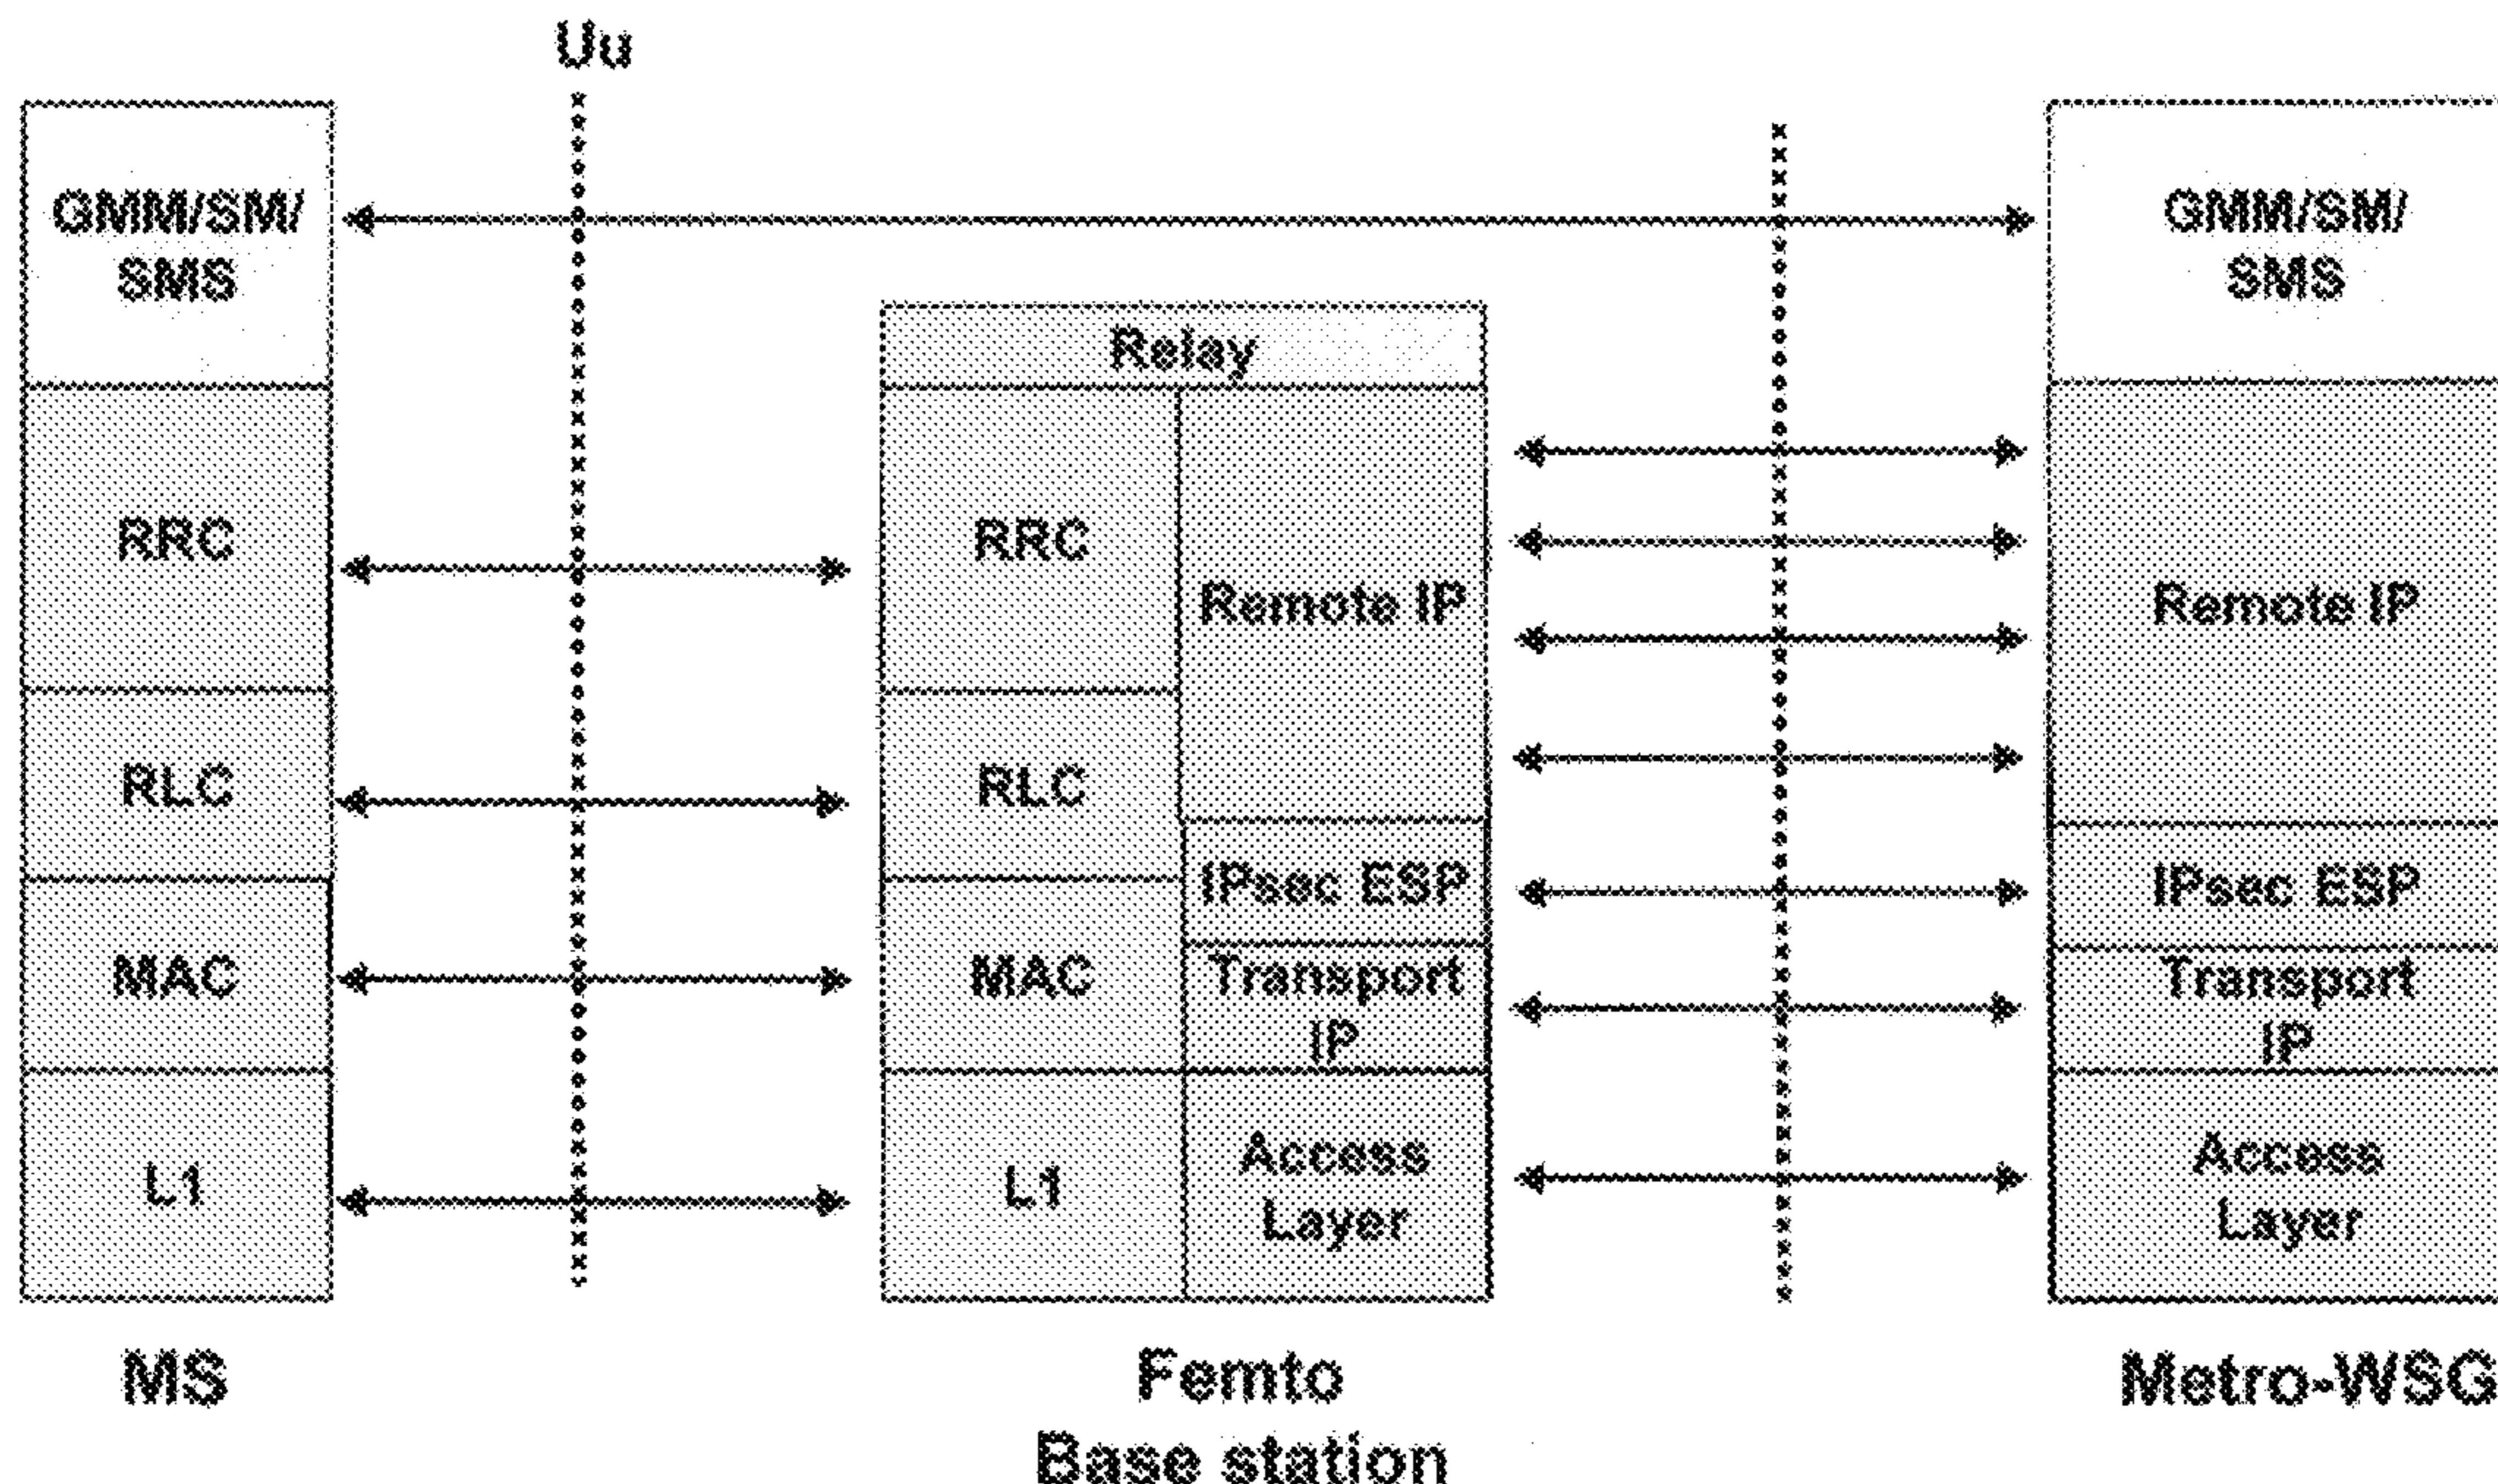 Uu
GMM/SM/
SMS
RRC
RLC
MAC
L1
MS
Relay
RRC
RLC
MAC
L1
Remote IP
IPsec ESP
Transport
IP
Access
Layer
Femto
Base station
GMM/SM/
SMS
Remote IP
IPsec ESP
Transport
IP
Access
Layer
Metro-WSG